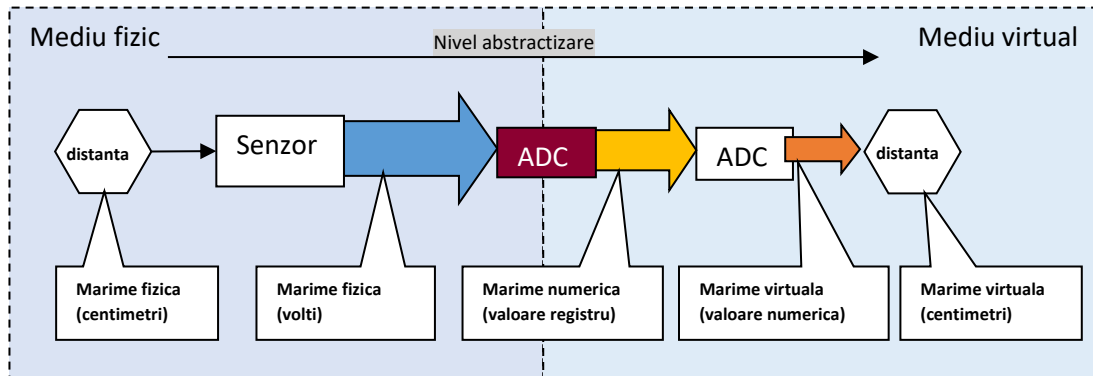 Mediu fizic
Nivel abstractizare
Mediu virtual
distanta
Senzor
ADC
ADC
distanta
Marime fizica
(centimetri)
Marime fizica
(volti)
Marime numerica
(valoare registru)
Marime virtuala
(valoare numerica)
Marime virtuala
(centimetri)